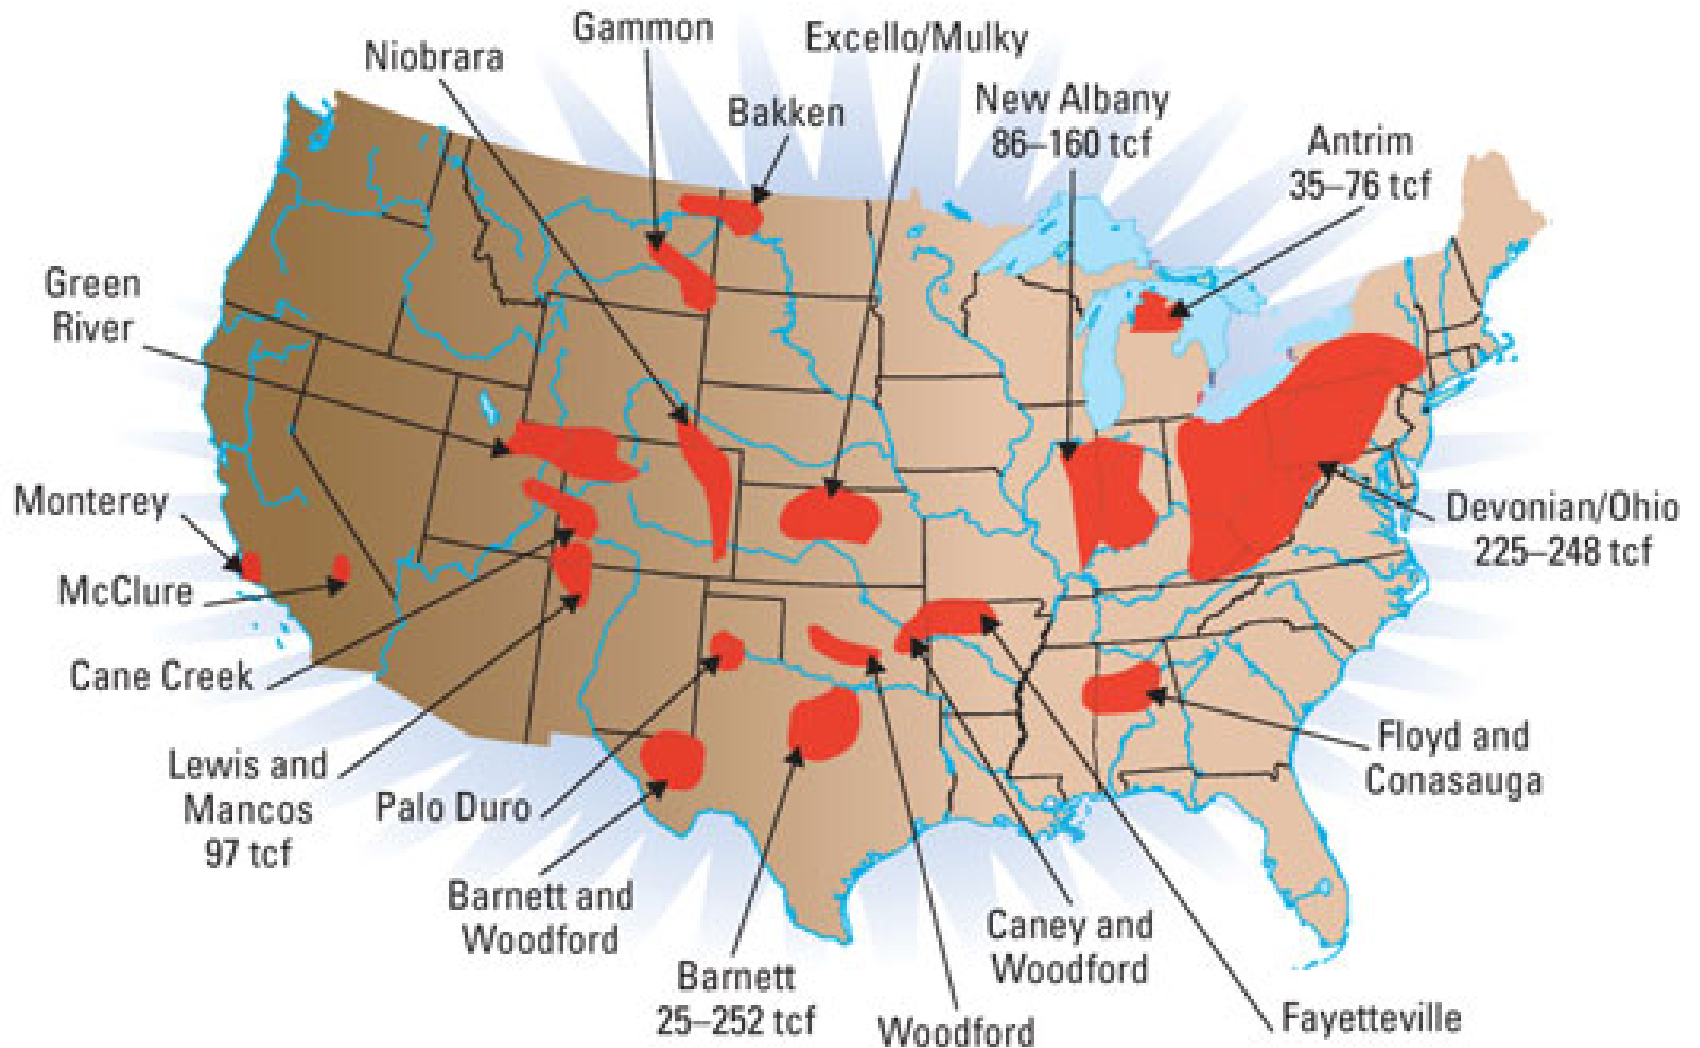 Gammon
Excello/Mulky
Niobrara
New Albany
86–160 tcf
Bakken
Antrim
35–76 tcf
Green
River
Monterey
Devonian/Ohio
225–248 tcf
McClure
Cane Creek
Floyd and
Conasauga
Lewis and
Mancos
97 tcf
Palo Duro
Barnett and
Woodford
Caney and
Woodford
Barnett
25–252 tcf
Woodford
Fayetteville